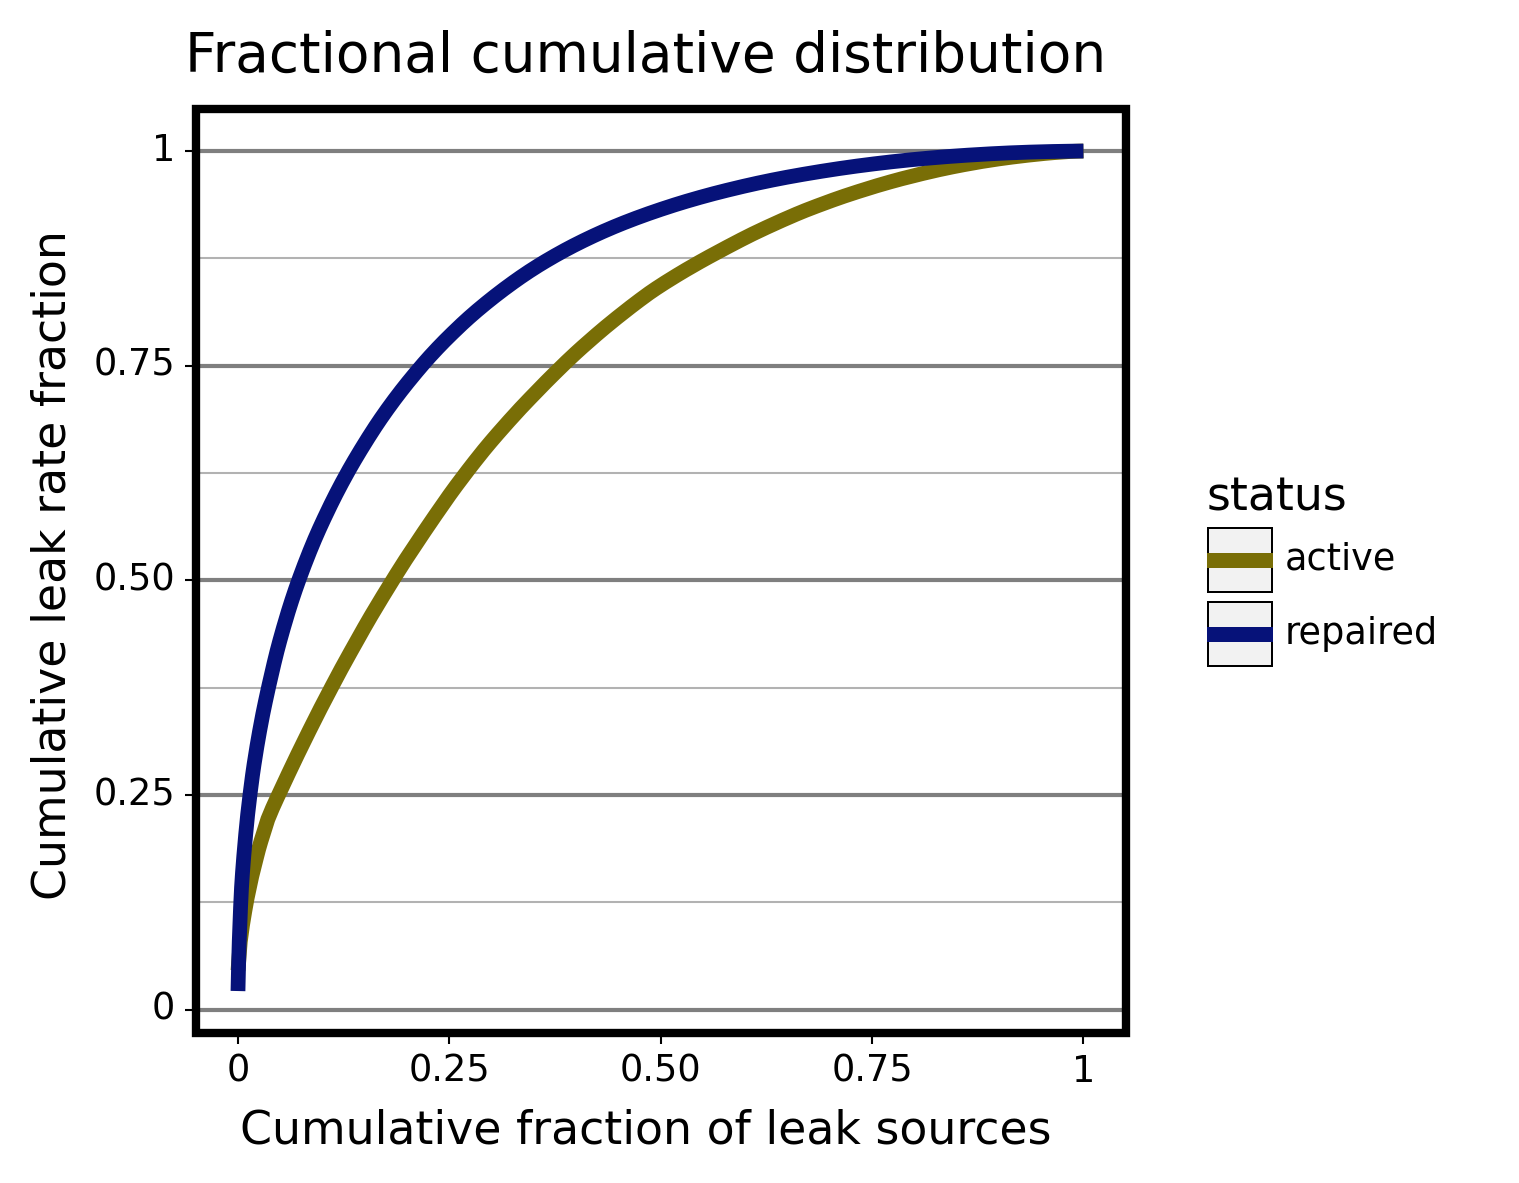 Fractional cumulative distribution
Cumulative leak rate fraction
1
0.75
0.50
0.25
0
0 0.25 0.50 0.75 1
Cumulative fraction of leak sources
status
active
repaired